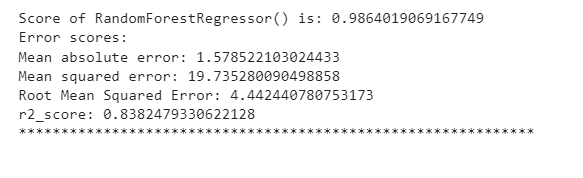 Score of RandomForestRegressor() is: 0.9864019069167749
Error scores:
Mean absolute error: 1.578522103024433
Mean squared error: 19.735280090498858
Root Mean Squared Error: 4.442440780753173
r2_score: 0.8382479330622128
***************************************************************